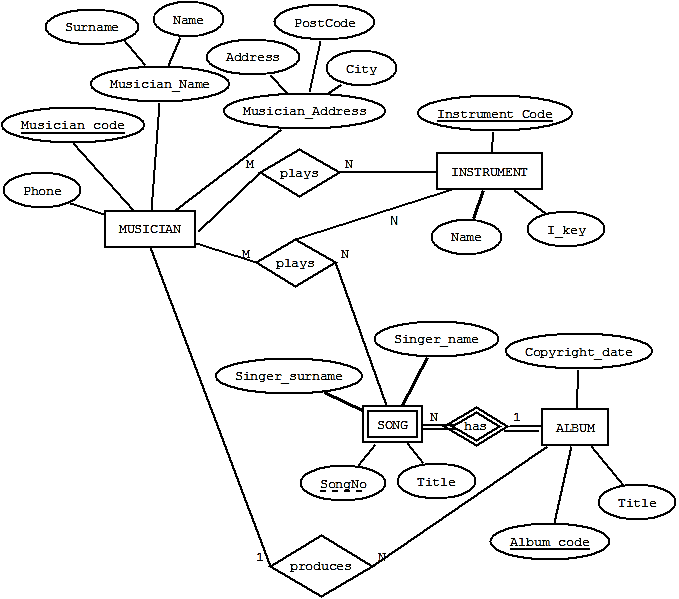 Name
PostCode
Surname
Address
City
Musician_Name
Musician_Address
Instrument Code
Musician code
M
N
plays
INSTRUMENT
Phone
MUSICIAN
N
I_key
Name
M
N
plays
Singer_name
Copyright_date
Singer_surname
N
1
SONG
has
ALBUM
SongNo
Title
Title
Album code
1
N
produces